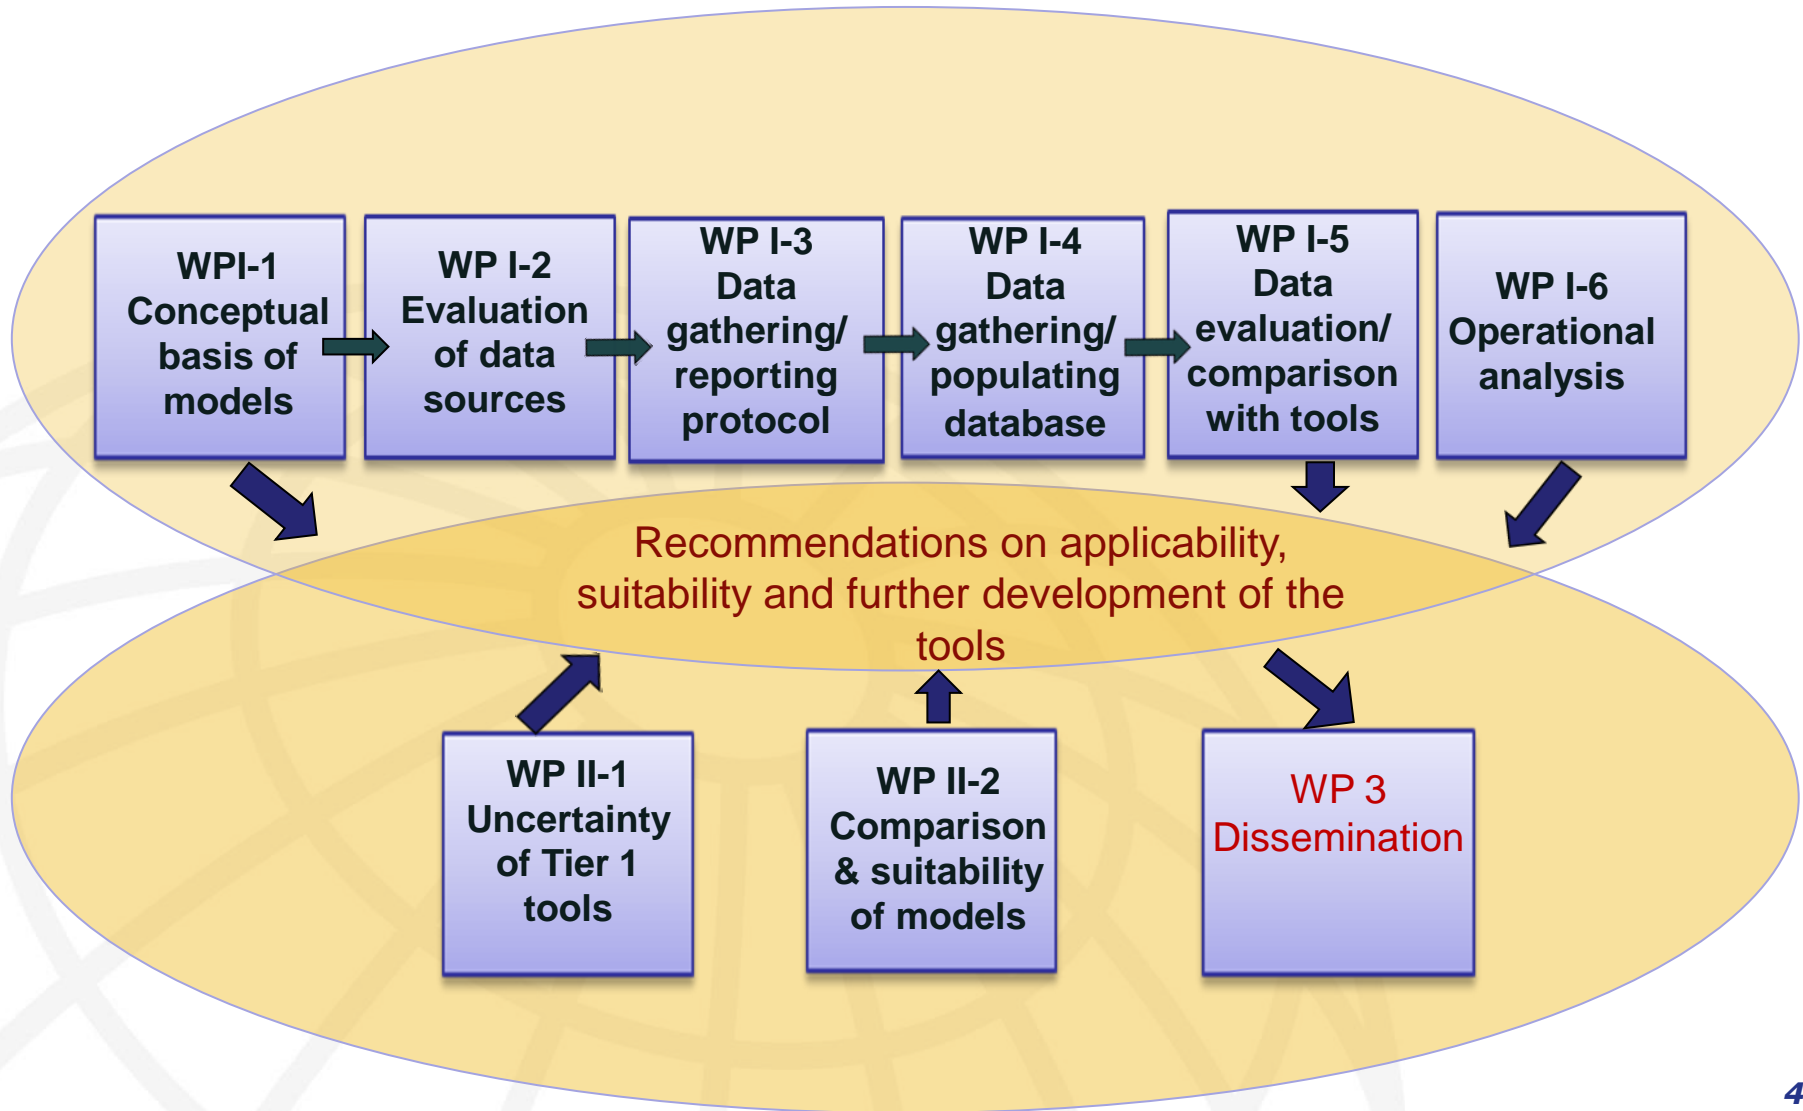 WPI-1
Conceptual
basis of
models
WP I-2
Evaluation
of data
sources
WP I-3
Data
gathering/
reporting
protocol
WP I-4
Data
gathering/
populating
database
WP I-5
Data
evaluation/
comparison
with tools
WP I-6
Operational
analysis
Recommendations on applicability,
suitability and further development of the
tools
WP II-1
Uncertainty
of Tier 1
tools
WP II-2
Comparison
& suitability
of models
WP 3
Dissemination
4